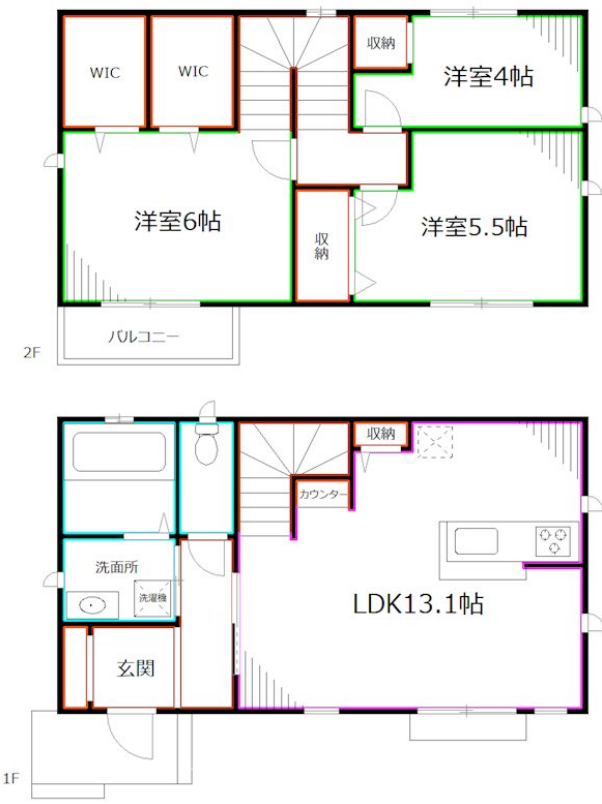 収納
WIC
WIC
洋室4帖
洋室6帖
収
納
洋室5.5帖
バルコニー
2F
収納
カウンター
洗面所
洗濯機
LDK13.1帖
玄関
1F